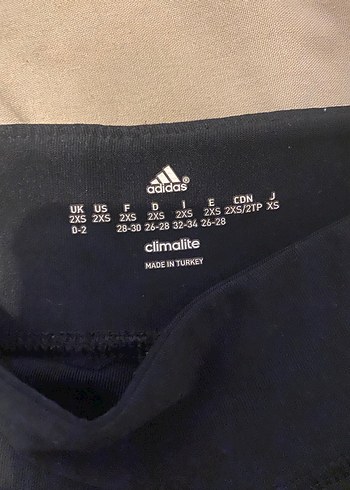 adidas®
UK US F D I E CDN J
2XS 2XS 2XS 2XS 2XS 2XS 2XS/2TP XS
0-2 28-30 26-28 32-34 26-28
climalite
MADE IN TURKEY